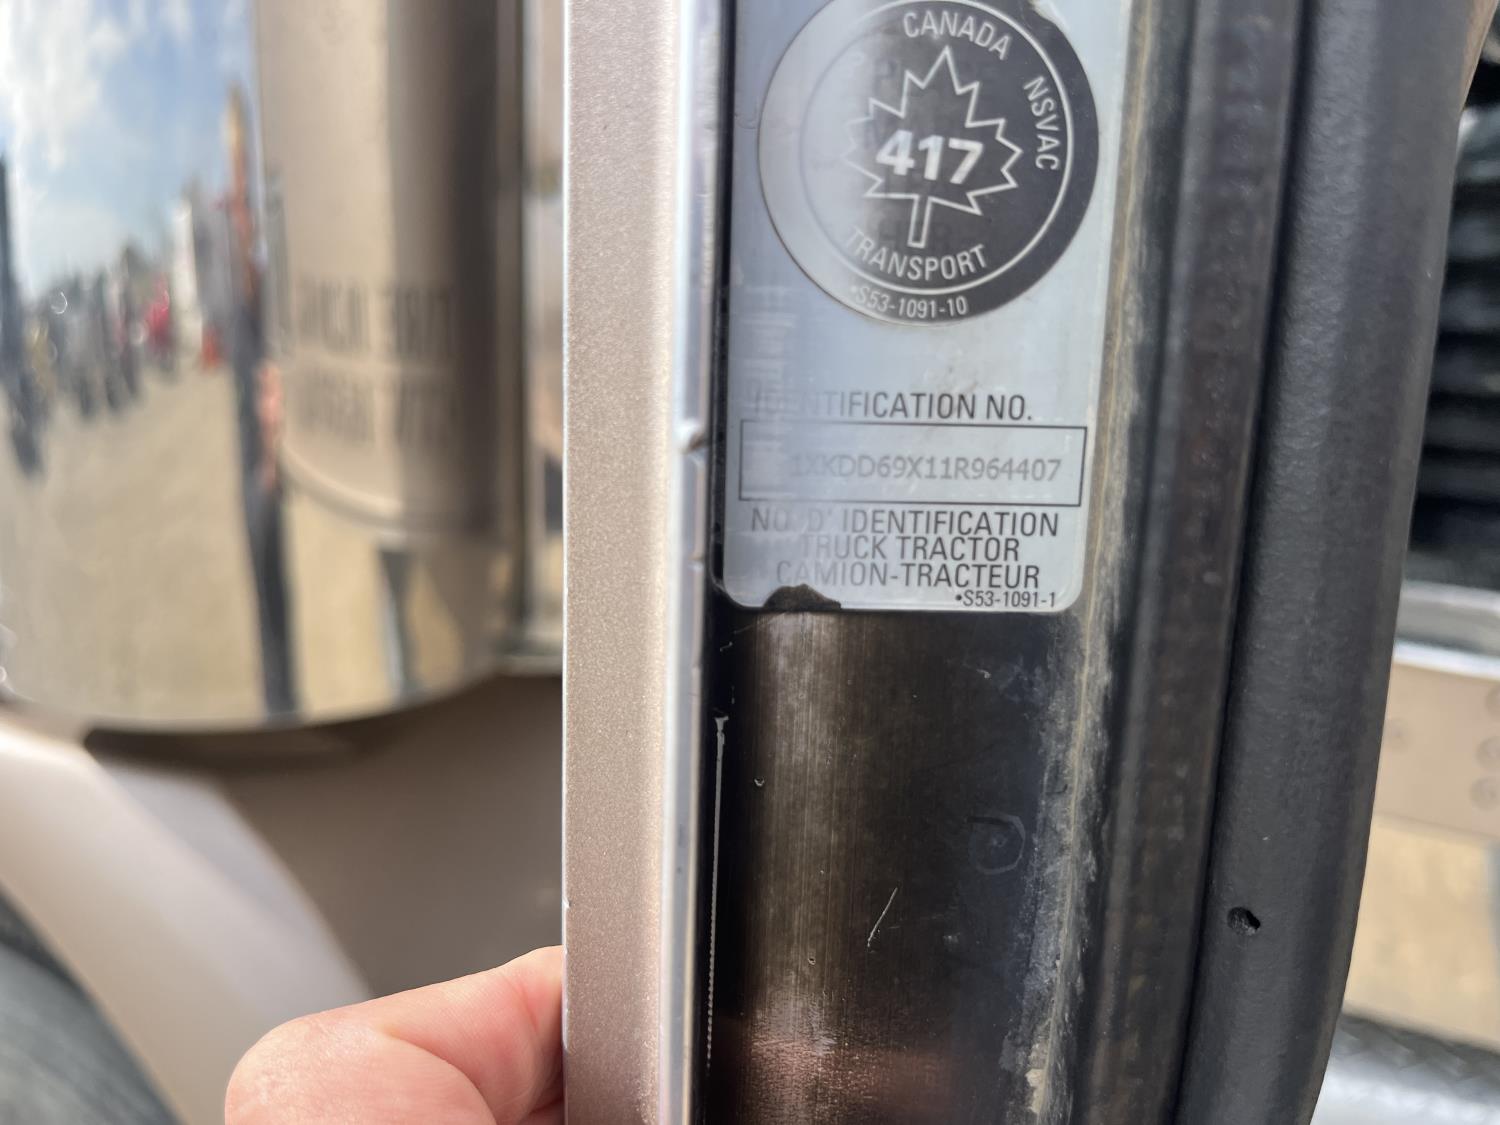 CANADA
NSVAC
417
TRANSPORT
•S53-1091-10
IDENTIFICATION NO.
1XKDD69X11R964407
NO. D' IDENTIFICATION
TRUCK TRACTOR
CAMION-TRACTEUR
•S53-1091-1